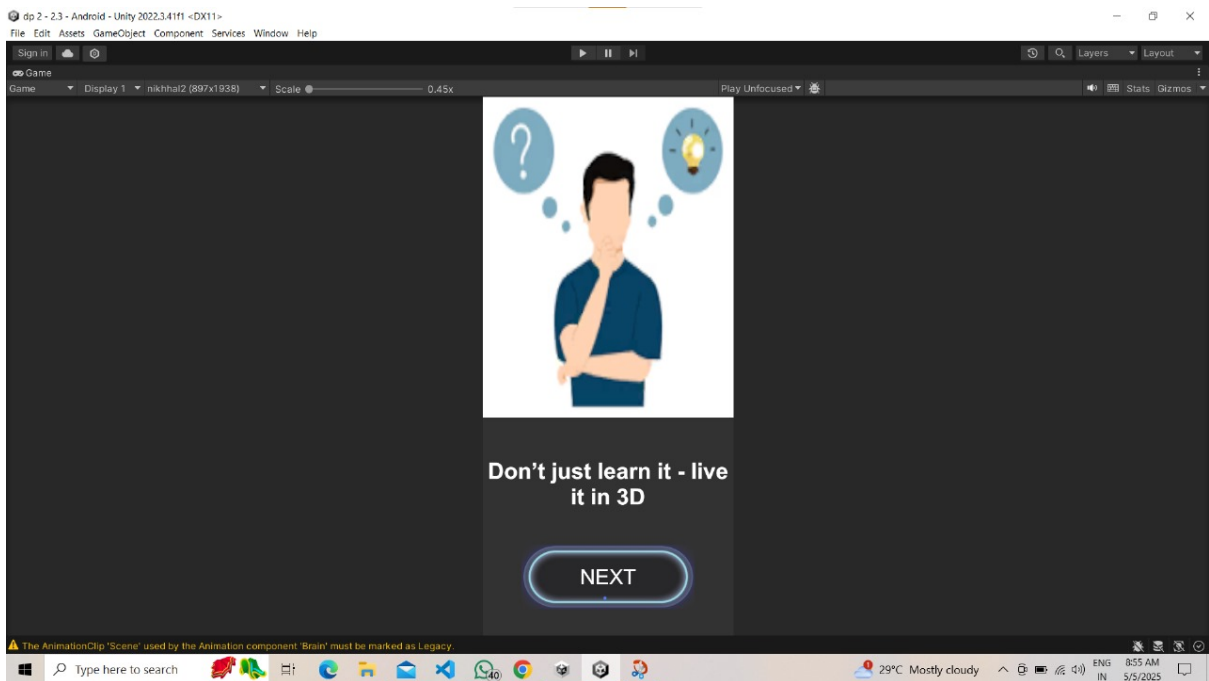 dp 2 - 2.3 - Android - Unity 2022.3.41f1 <DX11>
File Edit Assets GameObject Component Services Window Help
Sign in Layers Layout
Game
Game Display 1 nikhhal2 (897x1938) Scale 0.45x Play Unfocused Stats Gizmos
?
Don’t just learn it - live
it in 3D
NEXT
The AnimationClip 'Scene' used by the Animation component 'Brain' must be marked as Legacy.
Type here to search 40 29°C Mostly cloudy ENG 8:55 AM
IN 5/5/2025